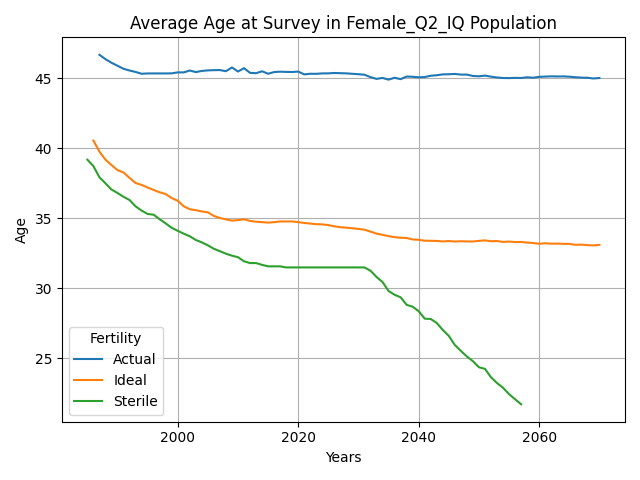 Average Age at Survey in Female_Q2_IQ Population
Age
45
40
35
30
25
Fertility
Actual
Ideal
Sterile
2000
2020
2040
2060
Years